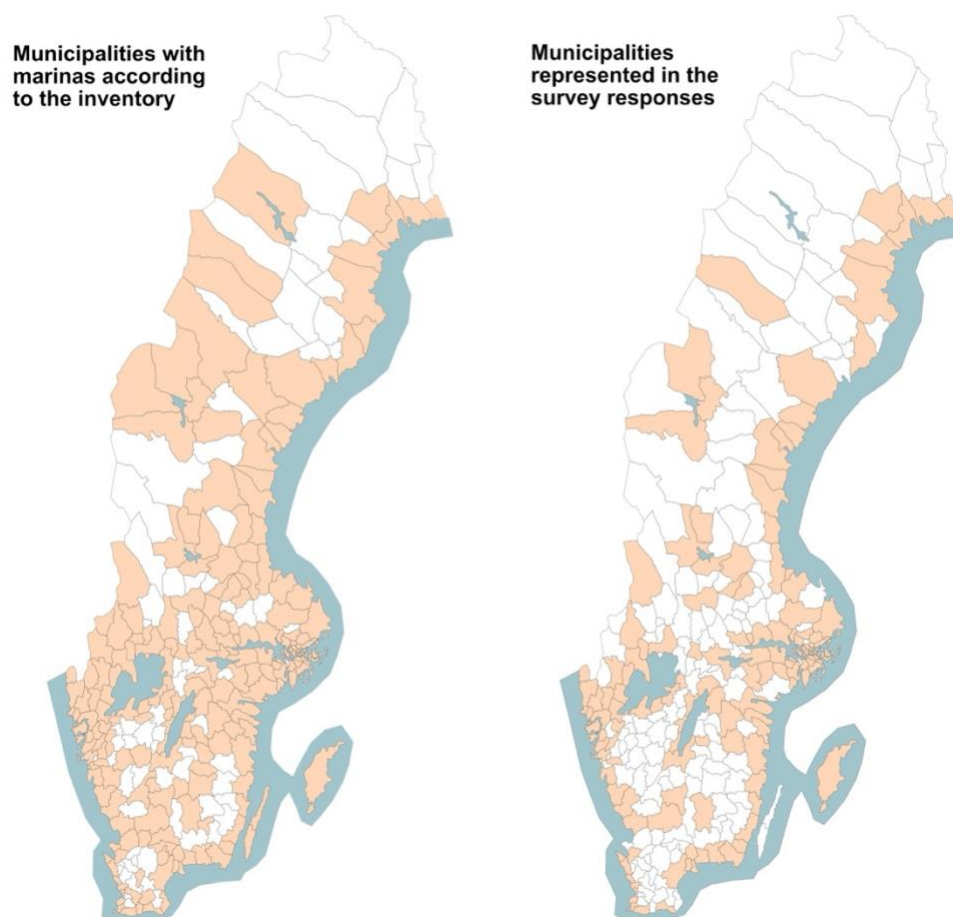 Municipalities with
marinas according
to the inventory
Municipalities
represented in the
survey responses